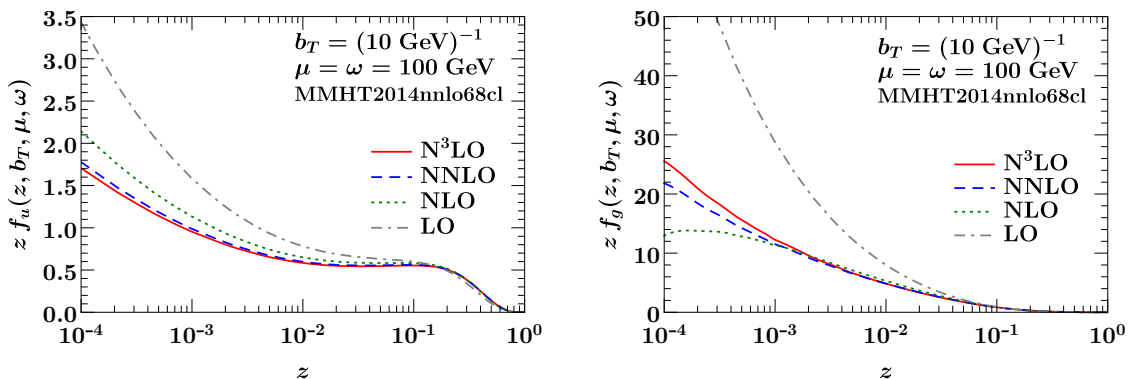 3.5
3.0
2.5
2.0
1.5
1.0
0.5
0.0
z f_u(z, b_T, μ, ω)
b_T = (10 GeV)^−1
μ = ω = 100 GeV
MMHT2014nnlo68cl
N³LO
NNLO
NLO
LO
10^−4 10^−3 10^−2 10^−1 10^0
z
50
40
30
20
10
0
z f_g(z, b_T, μ, ω)
b_T = (10 GeV)^−1
μ = ω = 100 GeV
MMHT2014nnlo68cl
N³LO
NNLO
NLO
LO
10^−4 10^−3 10^−2 10^−1 10^0
z